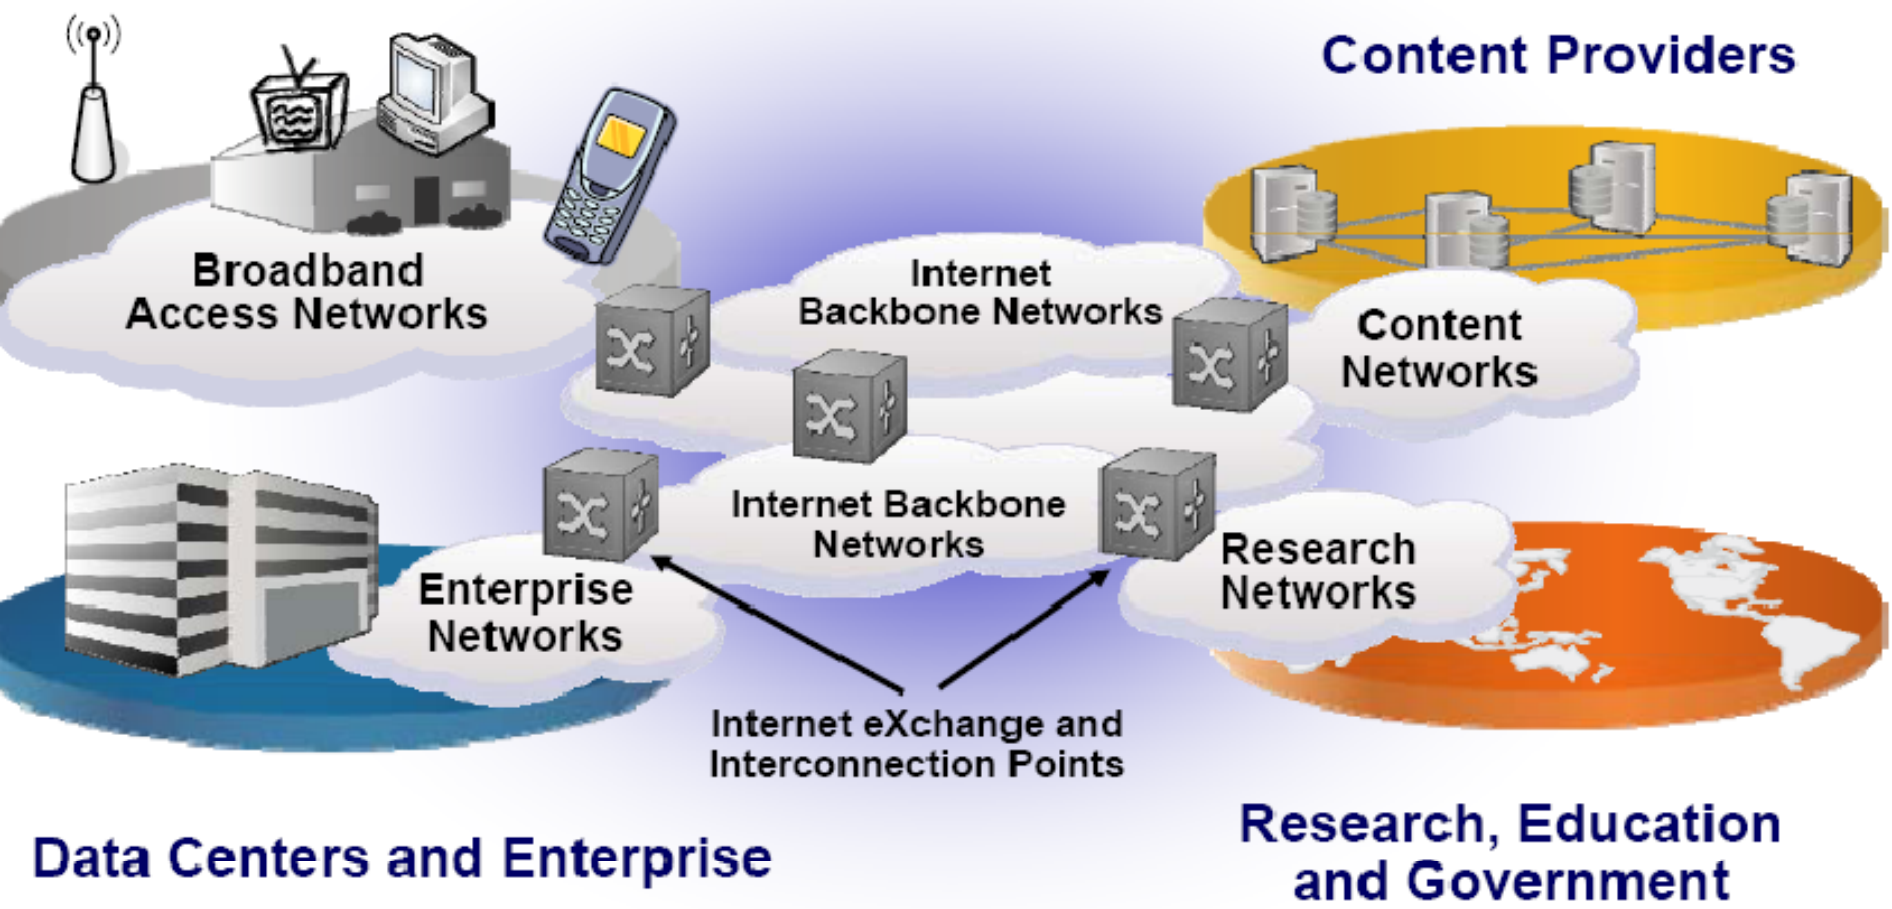 Content Providers
Broadband
Access Networks
Internet
Backbone Networks
Content
Networks
Internet Backbone
Networks
Research
Networks
Enterprise
Networks
Internet eXchange and
Interconnection Points
Data Centers and Enterprise
Research, Education
and Government